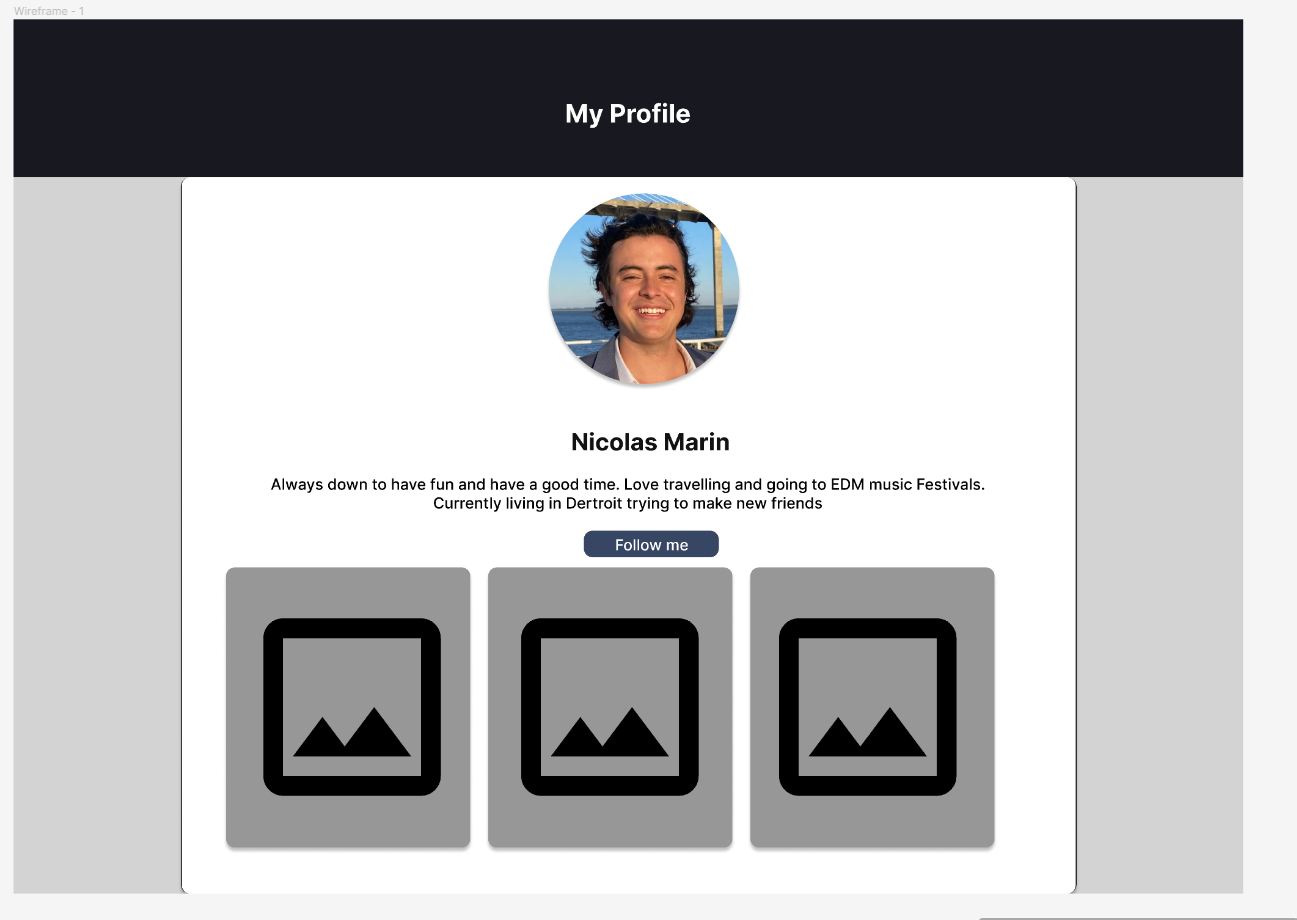 Wireframe - 1
My Profile
Nicolas Marin
Always down to have fun and have a good time. Love travelling and going to EDM music Festivals.
Currently living in Dertroit trying to make new friends
Follow me